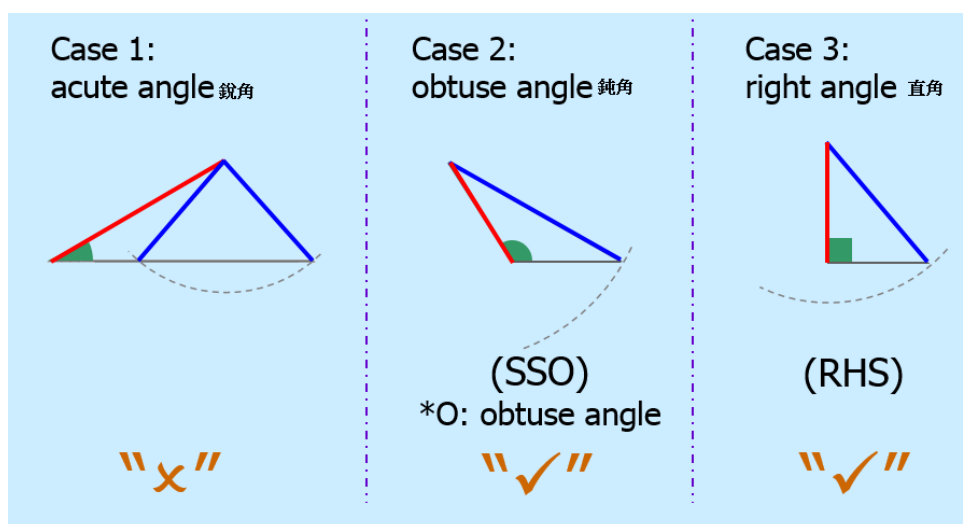 Case 1:
acute angle 銳角
Case 2:
obtuse angle 鈍角
(SSO)
*O: obtuse angle
"✓"
Case 3:
right angle 直角
(RHS)
"✓"
"x"